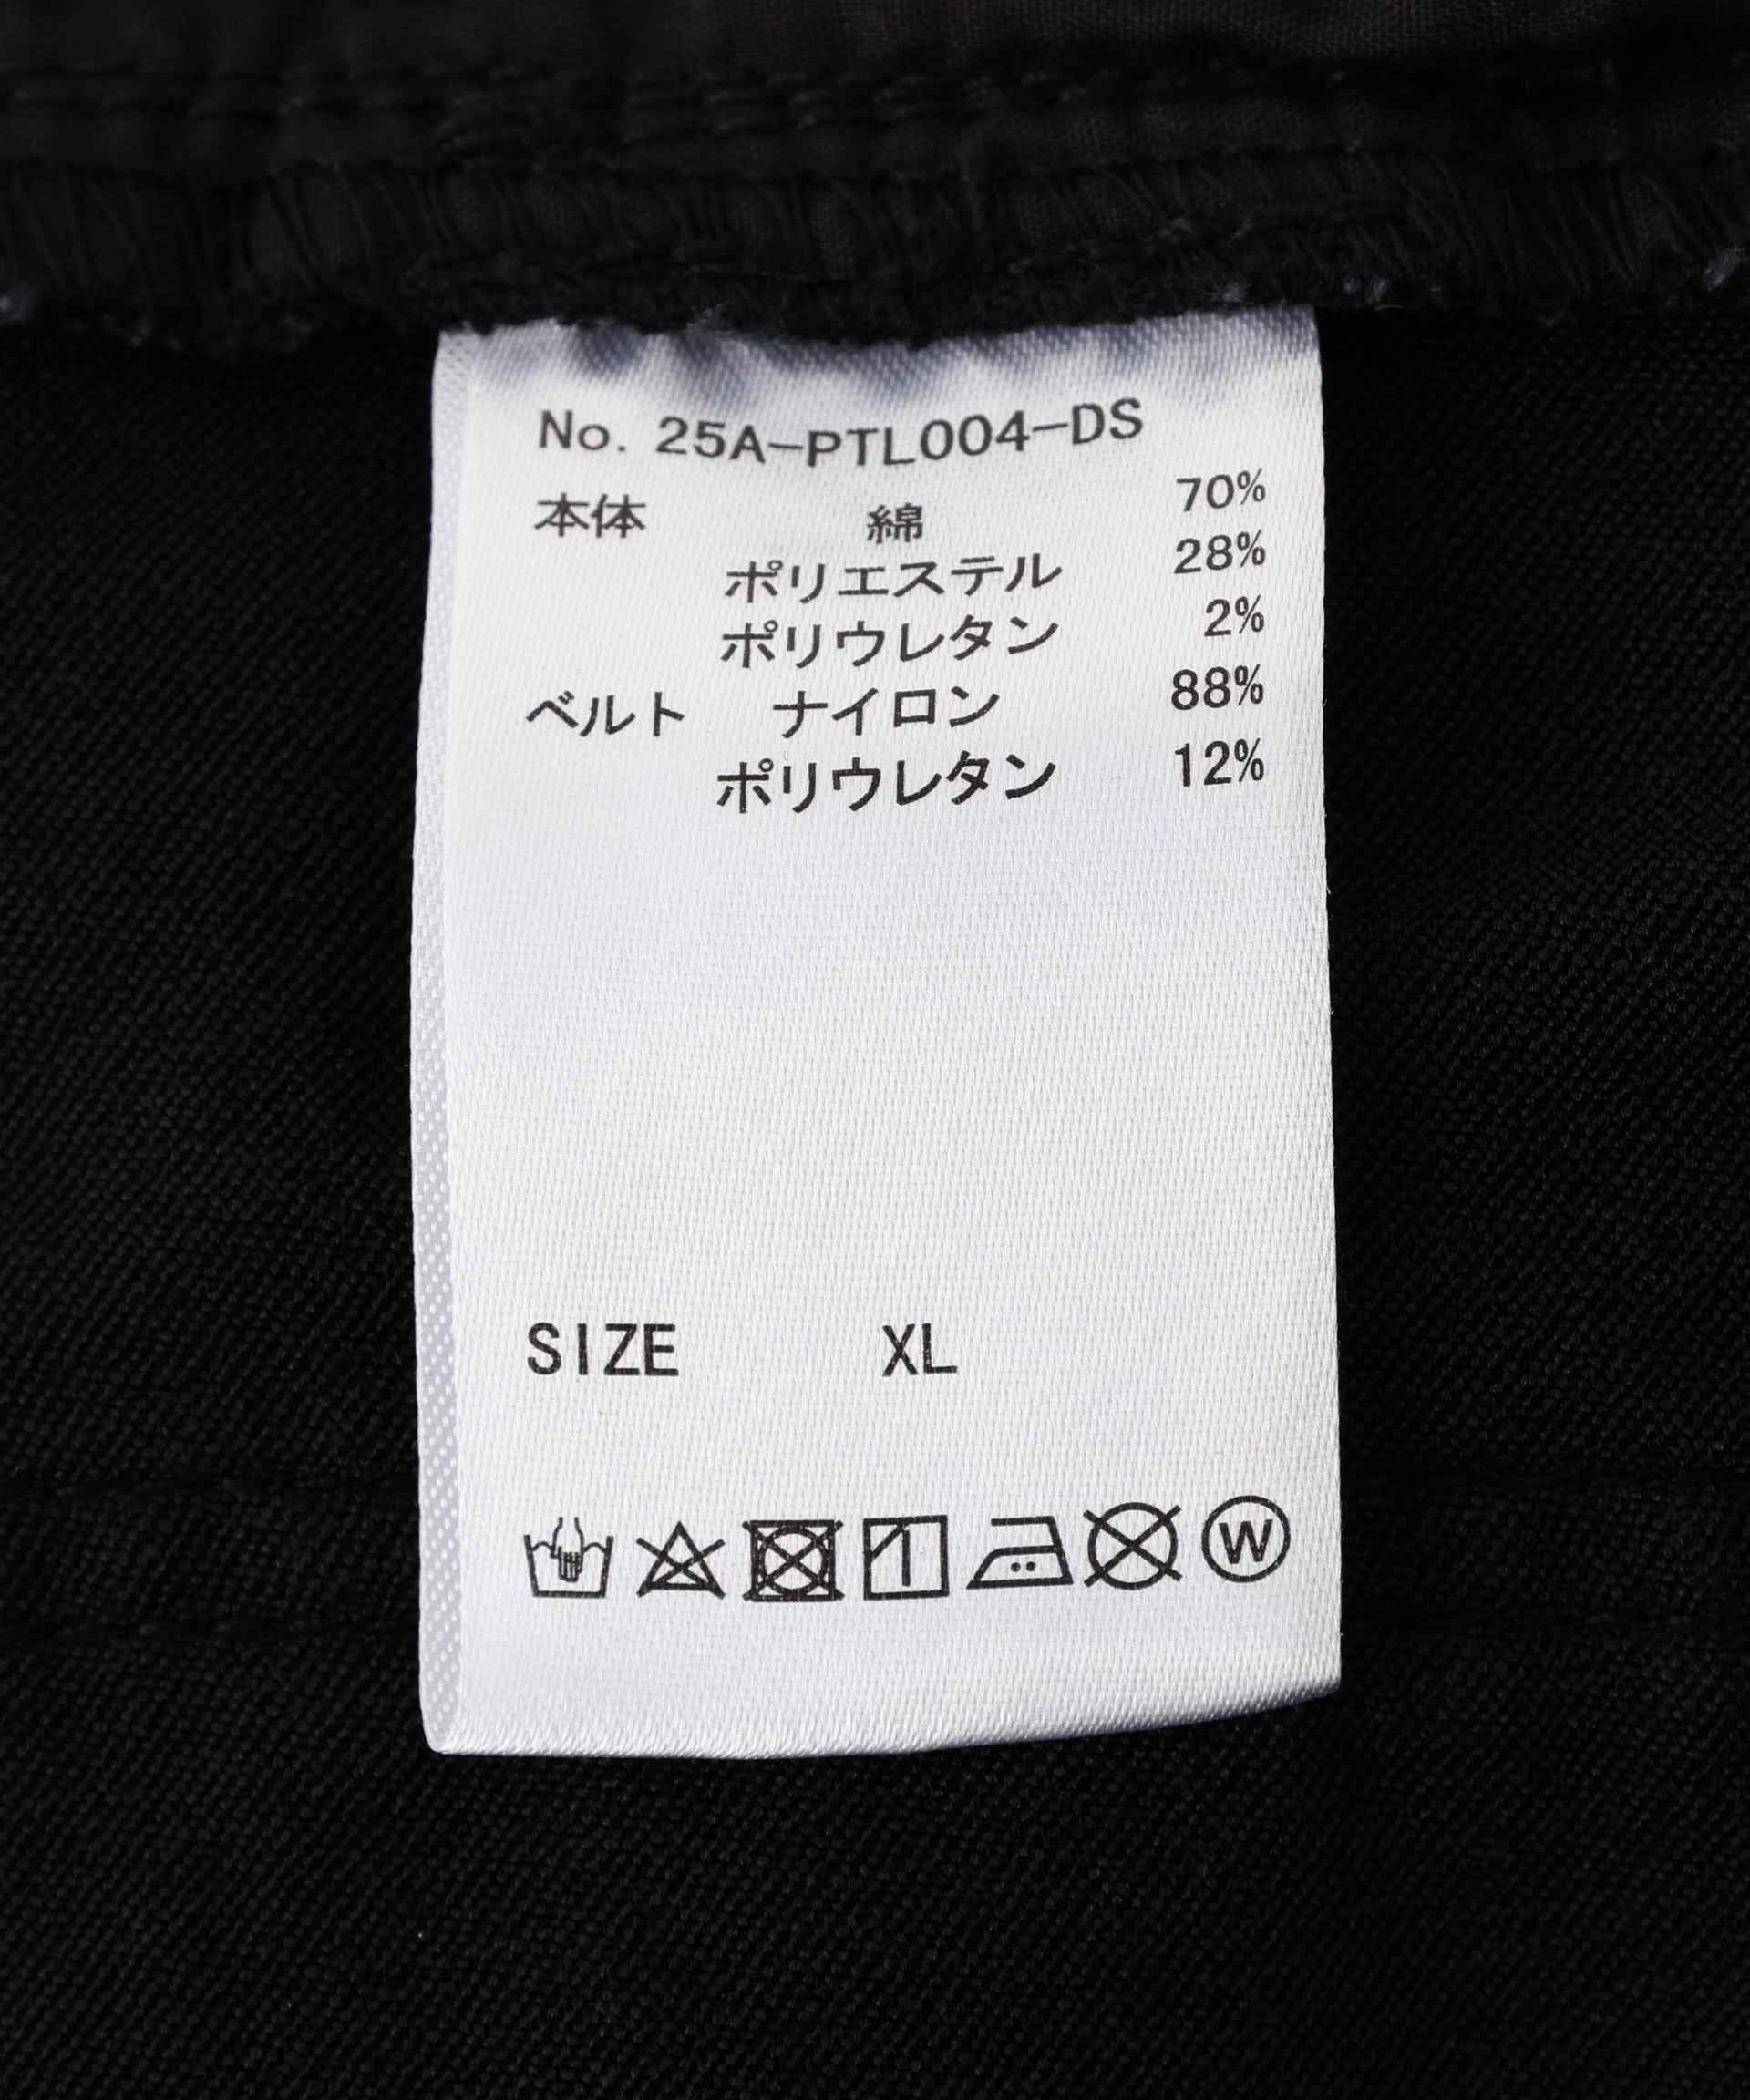 No. 25A-PTL004-DS
本体 綿 70%
ポリエステル 28%
ポリウレタン 2%
ベルト ナイロン 88%
ポリウレタン 12%
SIZE XL
W